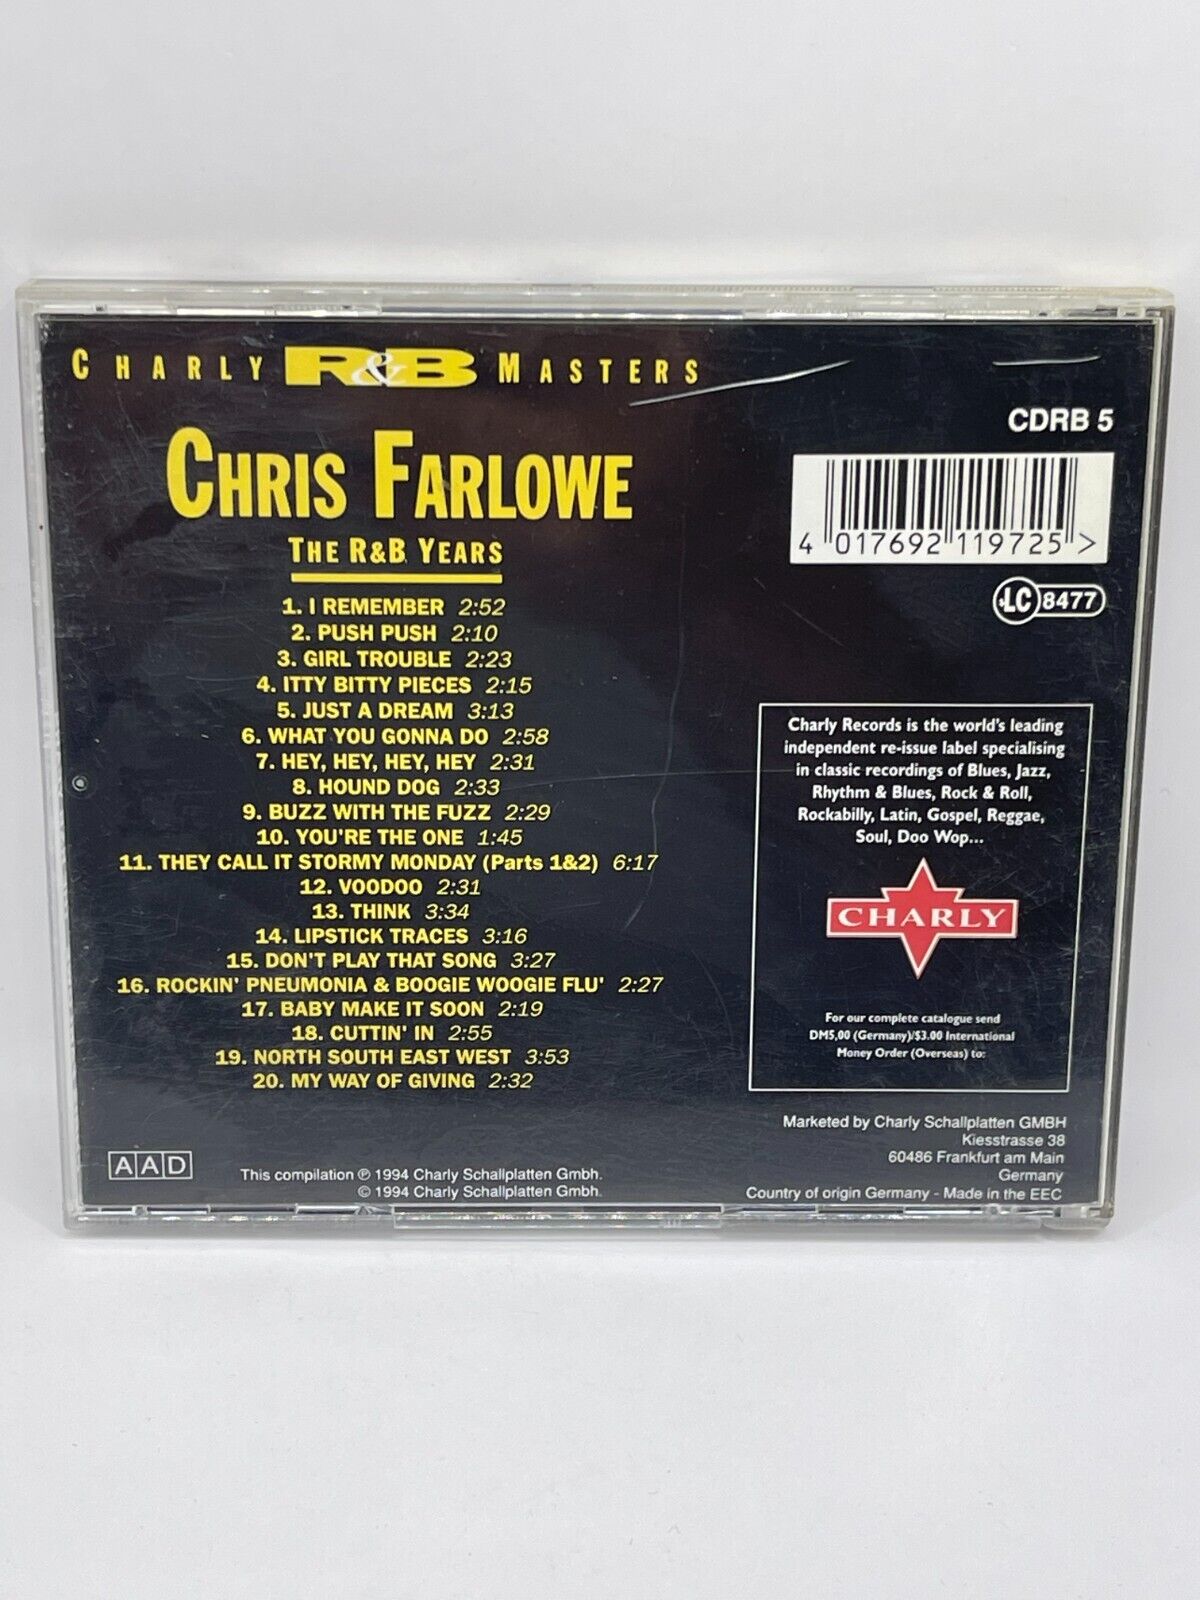 CHARLY R&B MASTERS
CHRIS FARLOWE
THE R&B YEARS
1. I REMEMBER 2:52
2. PUSH PUSH 2:10
3. GIRL TROUBLE 2:23
4. ITTY BITTY PIECES 2:15
5. JUST A DREAM 3:13
6. WHAT YOU GONNA DO 2:58
7. HEY, HEY, HEY, HEY 2:31
8. HOUND DOG 2:33
9. BUZZ WITH THE FUZZ 2:29
10. YOU'RE THE ONE 1:45
11. THEY CALL IT STORMY MONDAY (Parts 1&2) 6:17
12. VOODOO 2:31
13. THINK 3:34
14. LIPSTICK TRACES 3:16
15. DON'T PLAY THAT SONG 3:27
16. ROCKIN' PNEUMONIA & BOOGIE WOOGIE FLU' 2:27
17. BABY MAKE IT SOON 2:19
18. CUTTIN' IN 2:55
19. NORTH SOUTH EAST WEST 3:53
20. MY WAY OF GIVING 2:32
AAD
This compilation ℗ 1994 Charly Schallplatten Gmbh.
© 1994 Charly Schallplatten Gmbh.
CDRB 5
4 017692 119725 >
LC 8477
Charly Records is the world's leading
independent re-issue label specialising
in classic recordings of Blues, Jazz,
Rhythm & Blues, Rock & Roll,
Rockabilly, Latin, Gospel, Reggae,
Soul, Doo Wop...
CHARLY
For our complete catalogue send
DM5,00 (Germany)/$3.00 International
Money Order (Overseas) to:
Marketed by Charly Schallplatten GMBH
Kiesstrasse 38
60486 Frankfurt am Main
Germany
Country of origin Germany - Made in the EEC